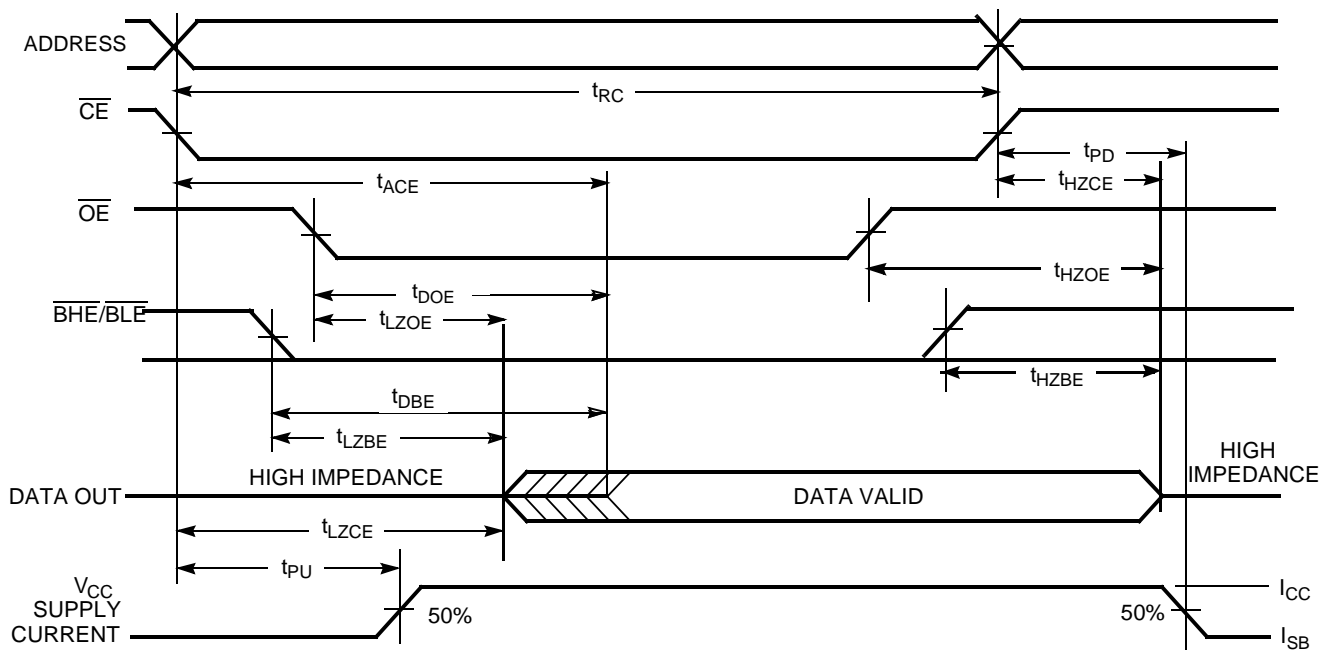 ADDRESS
tRC
CE
tPD
tACE
tHZCE
OE
tHZOE
tDOE
BHE/BLE
tLZOE
tHZBE
tDBE
tLZBE
HIGH IMPEDANCE
HIGH
IMPEDANCE
DATA OUT
DATA VALID
tLZCE
tPU
VCC
SUPPLY
CURRENT
50%
50%
ICC
ISB